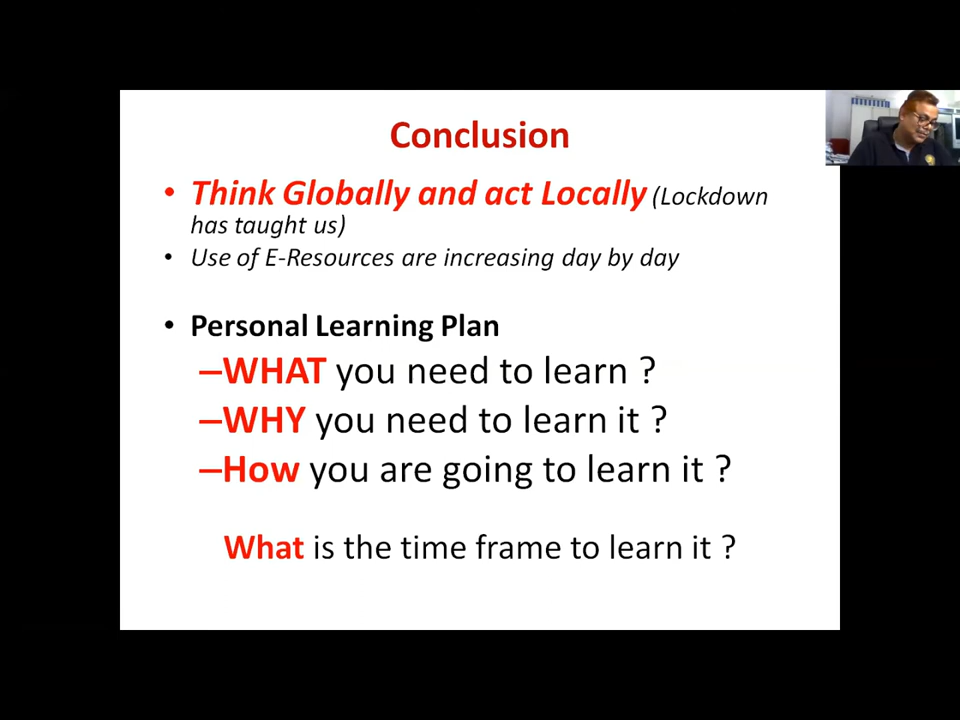 Conclusion
• Think Globally and act Locally (Lockdown
has taught us)
• Use of E-Resources are increasing day by day
• Personal Learning Plan
–WHAT you need to learn ?
–WHY you need to learn it ?
–How you are going to learn it ?
What is the time frame to learn it ?